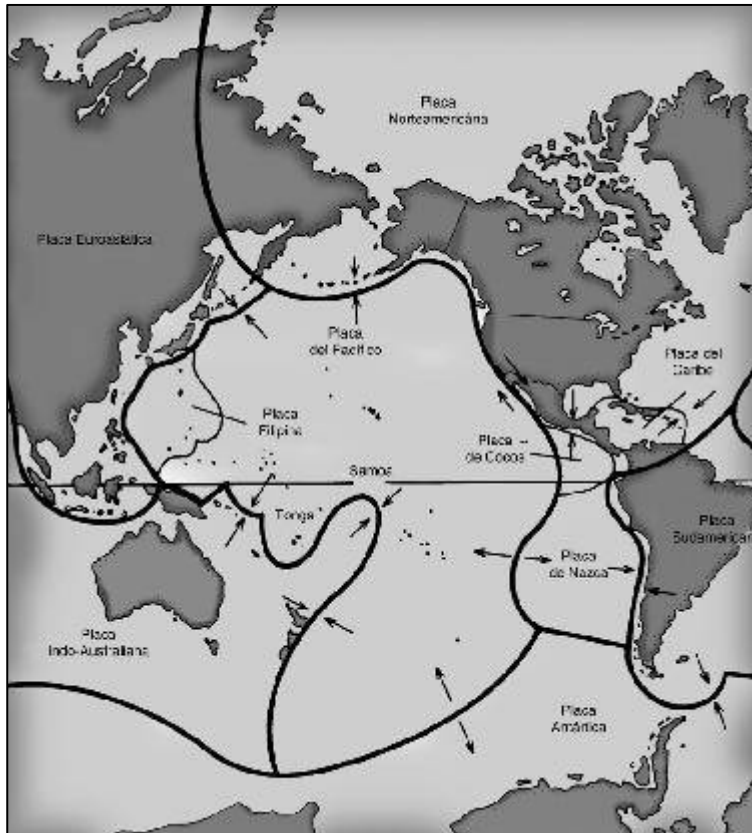 Placa
Norteamericana
Placa Euroasiática
Placa
del Pacífico
Placa del
Caribe
Placa
Filipina
Placa
de Cocos
Samoa
Tonga
Placa
Sudamericana
Placa
de Nazca
Placa
Indo-Australiana
Placa
Antártica